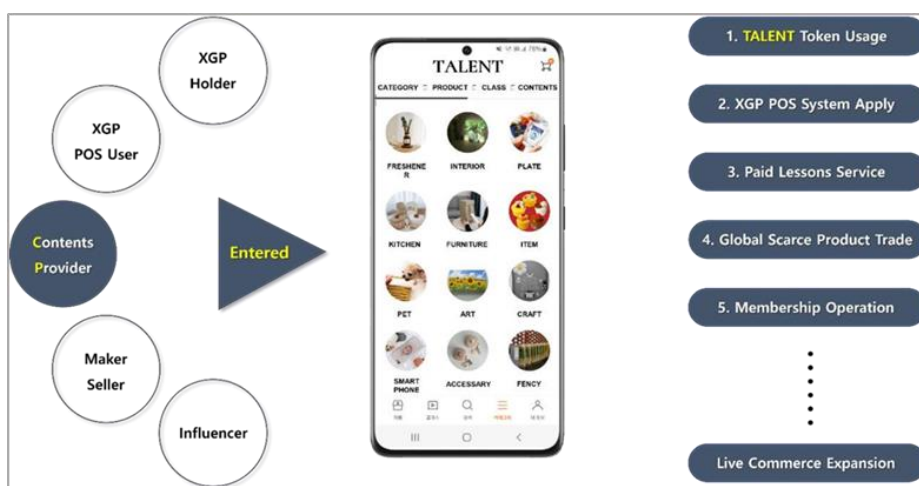 XGP
Holder
XGP
POS User
Contents
Provider
Maker
Seller
Influencer
Entered
TALENT
CATEGORY PRODUCT CLASS CONTENTS
FRESHENE
R
INTERIOR
PLATE
KITCHEN
FURNITURE
ITEM
PET
ART
CRAFT
SMART
PHONE
ACCESSARY
FENCY
1. TALENT Token Usage
2. XGP POS System Apply
3. Paid Lessons Service
4. Global Scarce Product Trade
5. Membership Operation
Live Commerce Expansion